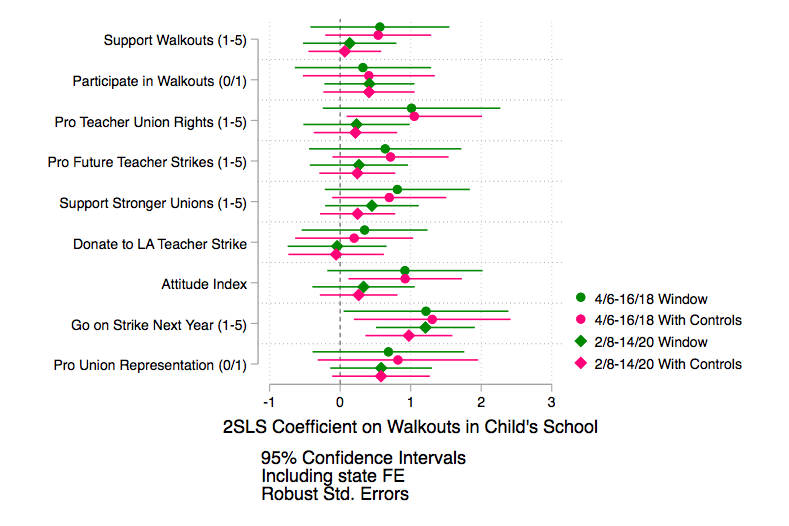 Support Walkouts (1-5)
Participate in Walkouts (0/1)
Pro Teacher Union Rights (1-5)
Pro Future Teacher Strikes (1-5)
Support Stronger Unions (1-5)
Donate to LA Teacher Strike
Attitude Index
Go on Strike Next Year (1-5)
Pro Union Representation (0/1)
4/6-16/18 Window
4/6-16/18 With Controls
2/8-14/20 Window
2/8-14/20 With Controls
-1 0 1 2 3
2SLS Coefficient on Walkouts in Child's School
95% Confidence Intervals
Including state FE
Robust Std. Errors